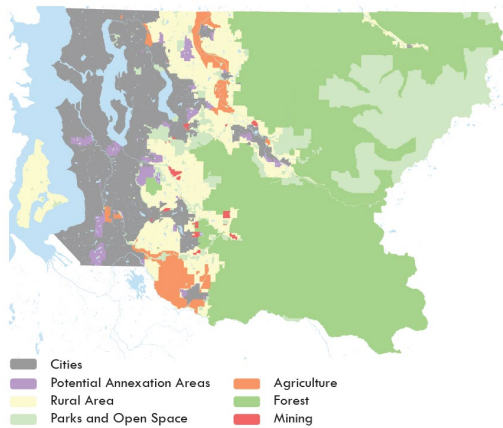 Cities
Potential Annexation Areas
Rural Area
Parks and Open Space
Agriculture
Forest
Mining